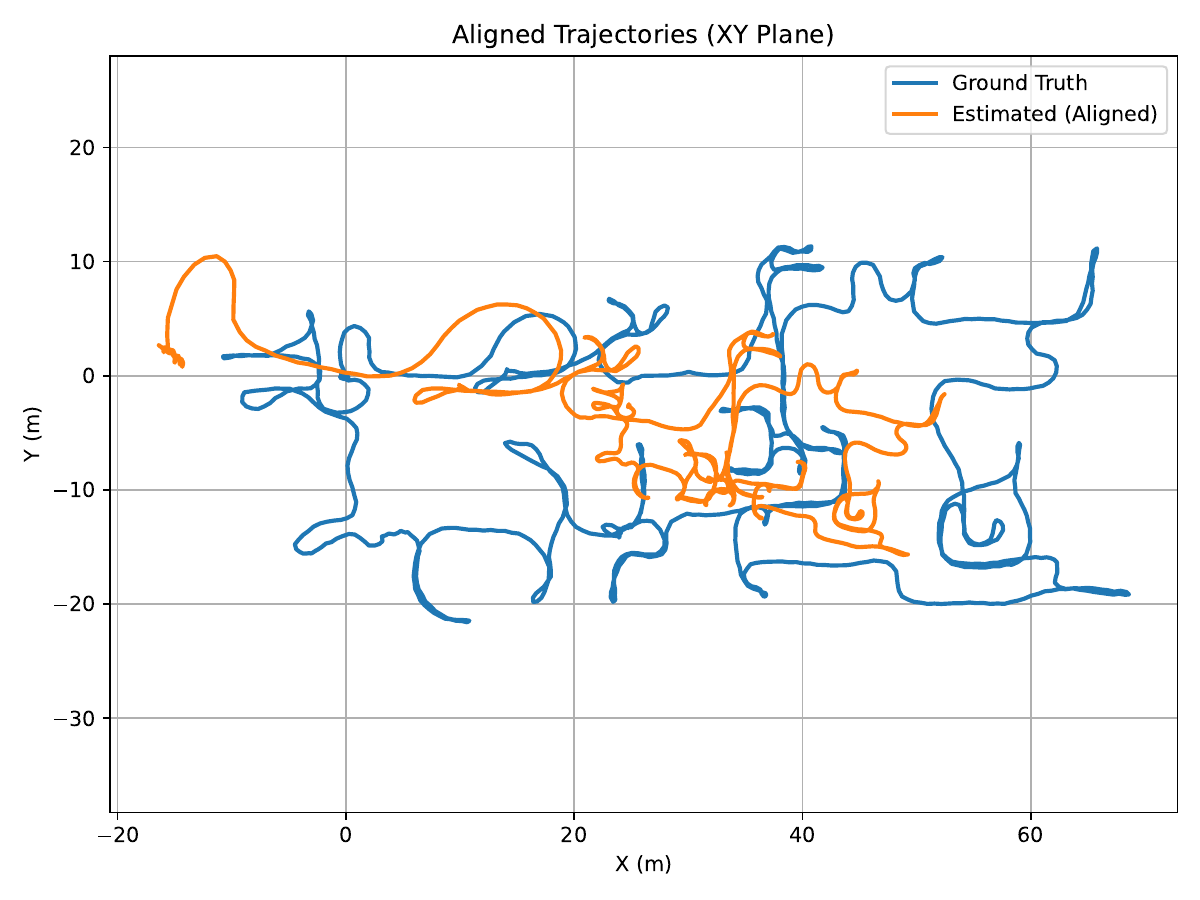 Aligned Trajectories (XY Plane)
Ground Truth
Estimated (Aligned)
20
10
0
−10
−20
−30
Y (m)
−20
0
20
40
60
X (m)